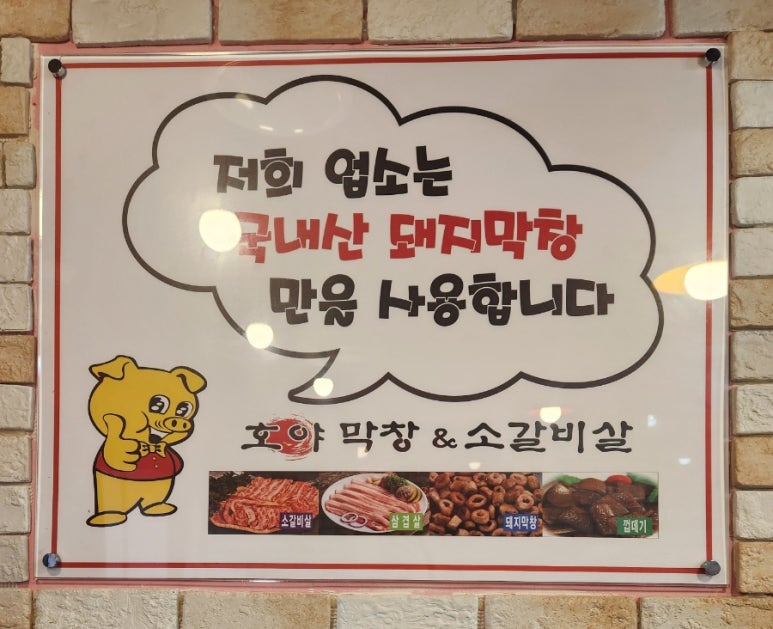 저희 업소는
국내산 돼지막창
만을 사용합니다
호야 막창 & 소갈비살
소갈비살 삼겹살 돼지막창 껍데기